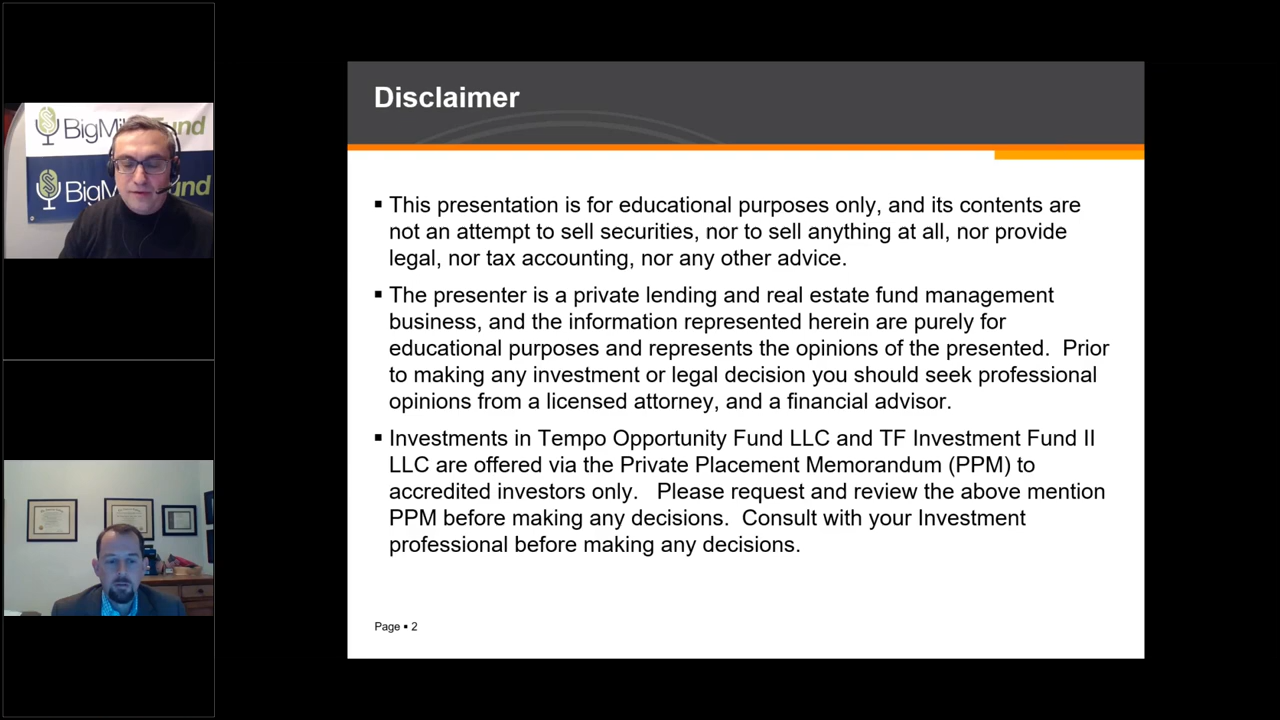 BigMi und
BigMi und
Disclaimer
▪ This presentation is for educational purposes only, and its contents are
not an attempt to sell securities, nor to sell anything at all, nor provide
legal, nor tax accounting, nor any other advice.
▪ The presenter is a private lending and real estate fund management
business, and the information represented herein are purely for
educational purposes and represents the opinions of the presented.  Prior
to making any investment or legal decision you should seek professional
opinions from a licensed attorney, and a financial advisor.
▪ Investments in Tempo Opportunity Fund LLC and TF Investment Fund II
LLC are offered via the Private Placement Memorandum (PPM) to
accredited investors only.   Please request and review the above mention
PPM before making any decisions.  Consult with your Investment
professional before making any decisions.
Page ▪ 2